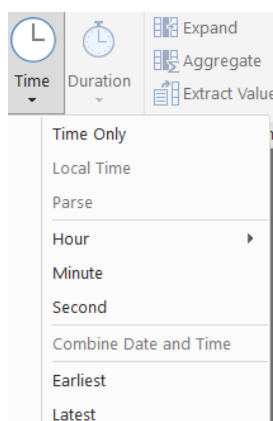 Time
Duration
Expand
Aggregate
Extract Value
Time Only
Local Time
Parse
Hour
Minute
Second
Combine Date and Time
Earliest
Latest